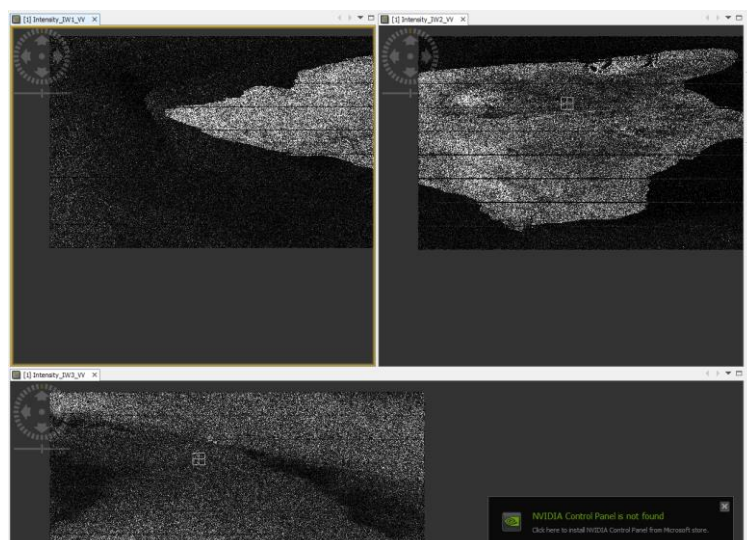 [1] Intensity_IW1_VV
[1] Intensity_IW2_VV
[1] Intensity_IW3_VV
NVIDIA Control Panel is not found
Click here to install NVIDIA Control Panel from Microsoft store.